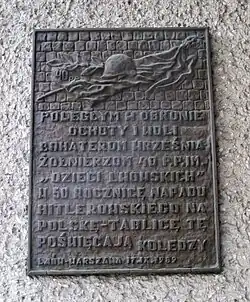 POLEGŁYM W OBRONIE
OCHOTY I WOLI
BOHATEROM WRZEŚNIA
ŻOŁNIERZOM 40 P.P.
"DZIECI LWOWSKICH"
W 50 ROCZNICĘ NAPADU
HITLEROWSKIEGO NA
POLSKĘ-TABLICĘ TĘ
POŚWIĘCAJĄ KOLEDZY
WARSZAWA 17.IX.1989